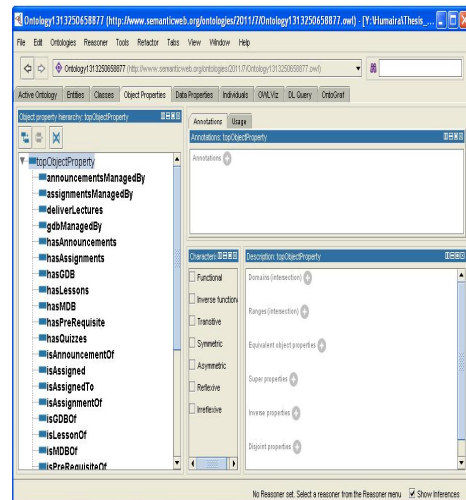 Ontology1313250658877 (http://www.semanticweb.org/ontologies/2011/7/Ontology1313250658877.owl) - [Y:\Humaira\Thesis_...
File Edit Ontologies Reasoner Tools Refactor Tabs View Window Help
Ontology1313250658877 (http://www.semanticweb.org/ontologies/2011/7/Ontology1313250658877.owl)
Active Ontology Entities Classes Object Properties Data Properties Individuals OWLViz DL Query OntoGraf
Object property hierarchy: topObjectProperty
topObjectProperty
announcementsManagedBy
assignmentsManagedBy
deliverLectures
gdbManagedBy
hasAnnouncements
hasAssignments
hasGDB
hasLessons
hasMDB
hasPreRequisite
hasQuizzes
isAnnouncementOf
isAssigned
isAssignedTo
isAssignmentOf
isGDBOf
isLessonOf
isMDBOf
isPreRequisiteOf
Annotations Usage
Annotations: topObjectProperty
Annotations
Characteri
Functional
Inverse function
Transitive
Symmetric
Asymmetric
Reflexive
Irreflexive
Description: topObjectProperty
Domains (intersection)
Ranges (intersection)
Equivalent object properties
Super properties
Inverse properties
Disjoint properties
No Reasoner set. Select a reasoner from the Reasoner menu Show Inferences